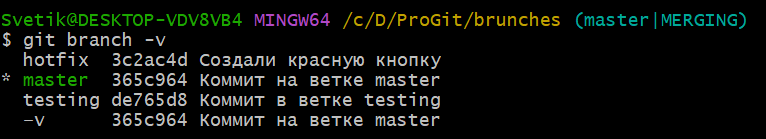 Svetik@DESKTOP-VDV8VB4 MINGW64 /c/D/ProGit/brunches (master|MERGING)
$ git branch –v
hotfix 3c2ac4d Создали красную кнопку
* master 365c964 Коммит на ветке master
testing de765d8 Коммит в ветке testing
–v 365c964 Коммит на ветке master